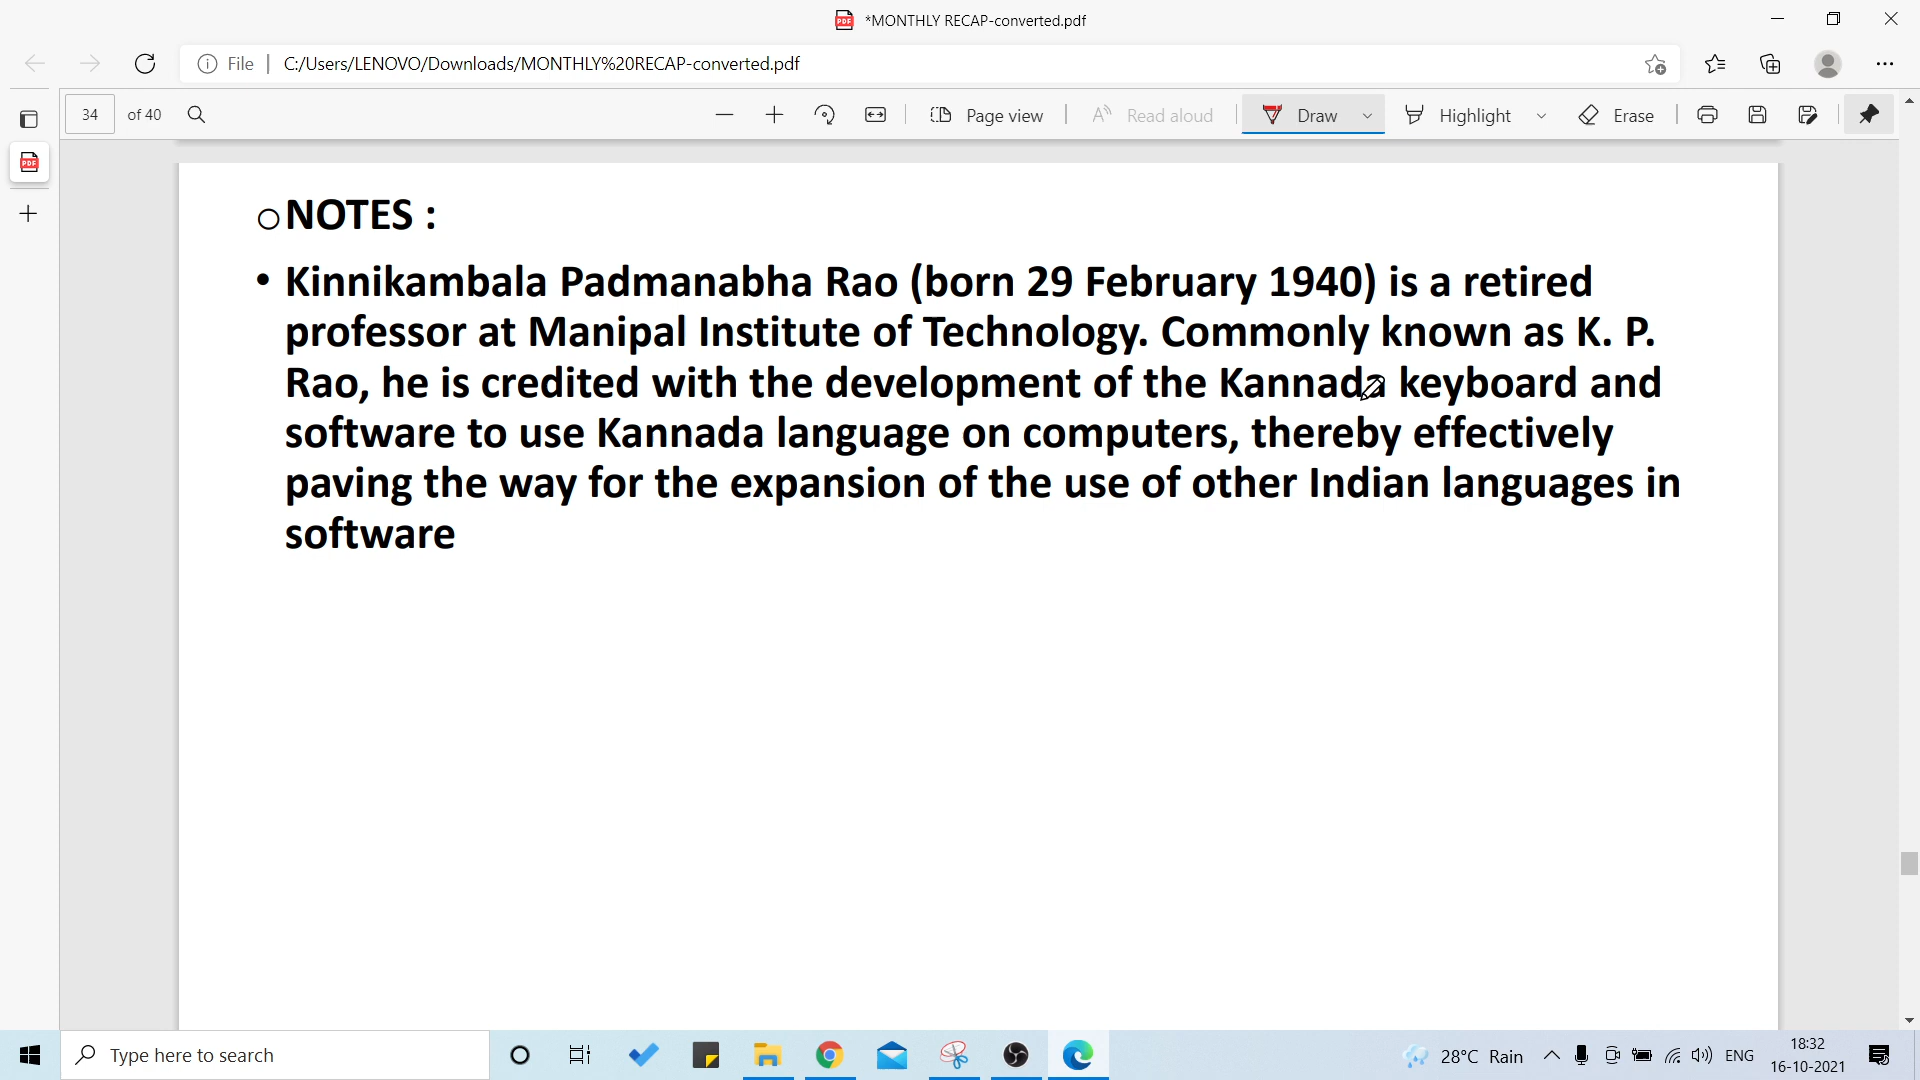 *MONTHLY RECAP-converted.pdf
File | C:/Users/LENOVO/Downloads/MONTHLY%20RECAP-converted.pdf
34 of 40 Page view Read aloud Draw Highlight Erase
○NOTES :
• Kinnikambala Padmanabha Rao (born 29 February 1940) is a retired
professor at Manipal Institute of Technology. Commonly known as K. P.
Rao, he is credited with the development of the Kannada keyboard and
software to use Kannada language on computers, thereby effectively
paving the way for the expansion of the use of other Indian languages in
software
Type here to search 28°C Rain ENG 18:32
16-10-2021